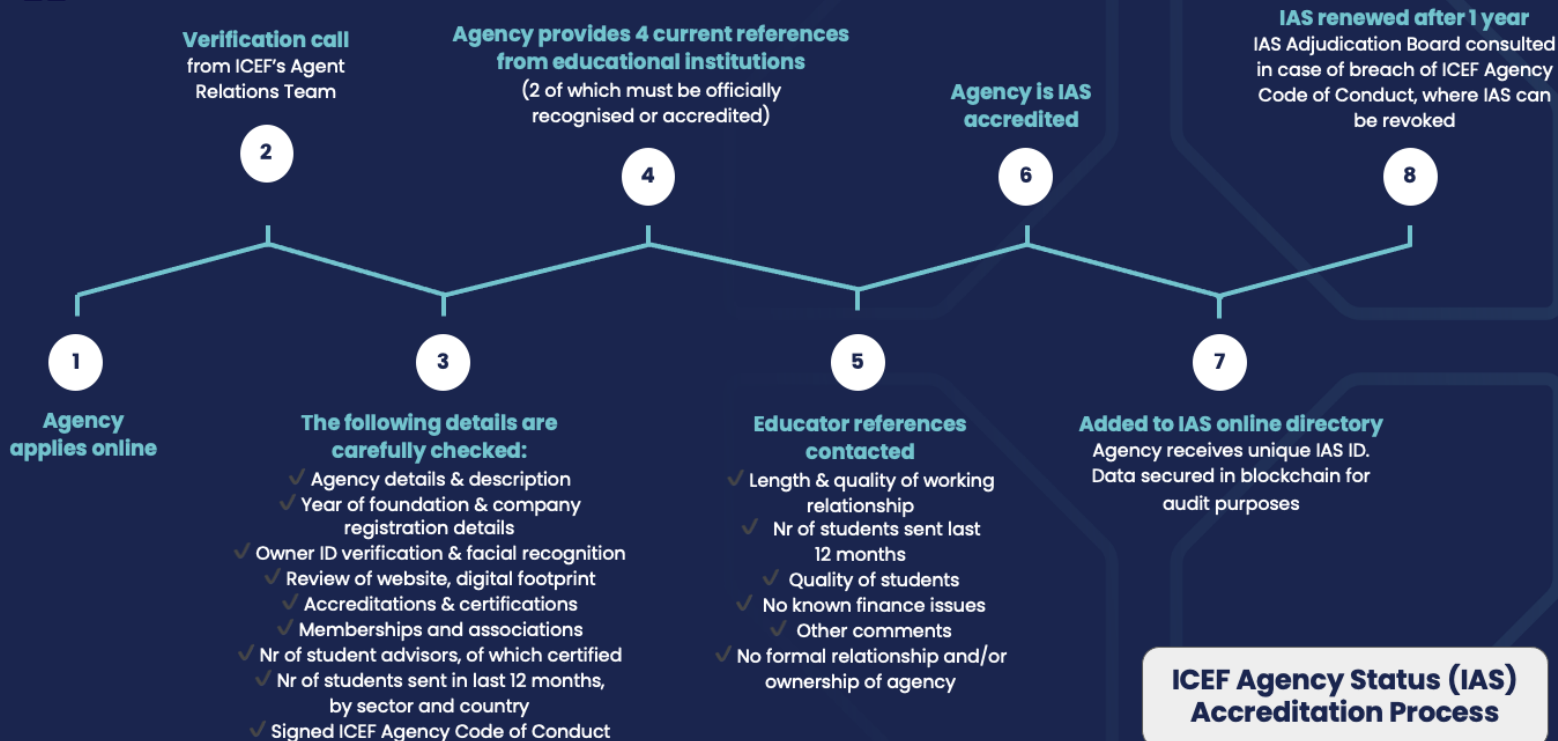 Verification call
from ICEF's Agent
Relations Team
2
Agency provides 4 current references
from educational institutions
(2 of which must be officially
recognised or accredited)
4
Agency is IAS
accredited
6
IAS renewed after 1 year
IAS Adjudication Board consulted
in case of breach of ICEF Agency
Code of Conduct, where IAS can
be revoked
8
1
Agency
applies online
3
The following details are
carefully checked:
✓ Agency details & description
✓ Year of foundation & company
registration details
✓ Owner ID verification & facial recognition
✓ Review of website, digital footprint
✓ Accreditations & certifications
✓ Memberships and associations
✓ Nr of student advisors, of which certified
✓ Nr of students sent in last 12 months,
by sector and country
✓ Signed ICEF Agency Code of Conduct
5
Educator references
contacted
✓ Length & quality of working
relationship
✓ Nr of students sent last
12 months
✓ Quality of students
✓ No known finance issues
✓ Other comments
✓ No formal relationship and/or
ownership of agency
7
Added to IAS online directory
Agency receives unique IAS ID.
Data secured in blockchain for
audit purposes
ICEF Agency Status (IAS)
Accreditation Process